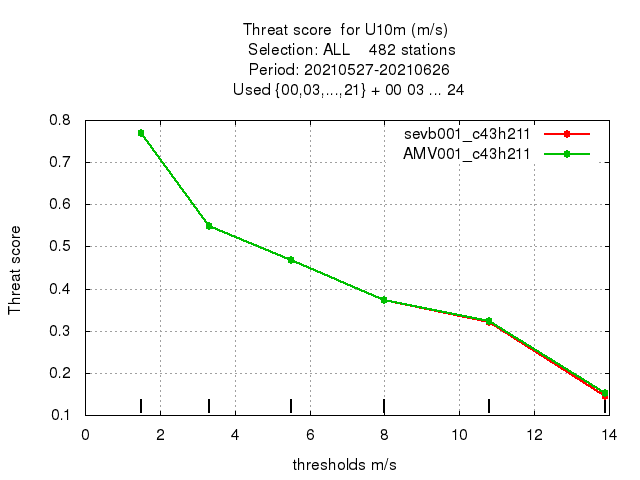 Threat score  for U10m (m/s)
Selection: ALL    482 stations
Period: 20210527-20210626
Used {00,03,...,21} + 00 03 ... 24
sevb001_c43h211
AMV001_c43h211
Threat score
0.8
0.7
0.6
0.5
0.4
0.3
0.2
0.1
0 2 4 6 8 10 12 14
thresholds m/s